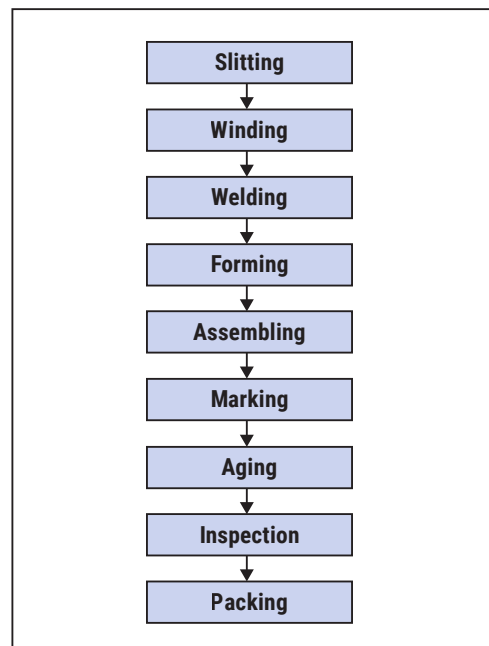 Slitting
Winding
Welding
Forming
Assembling
Marking
Aging
Inspection
Packing